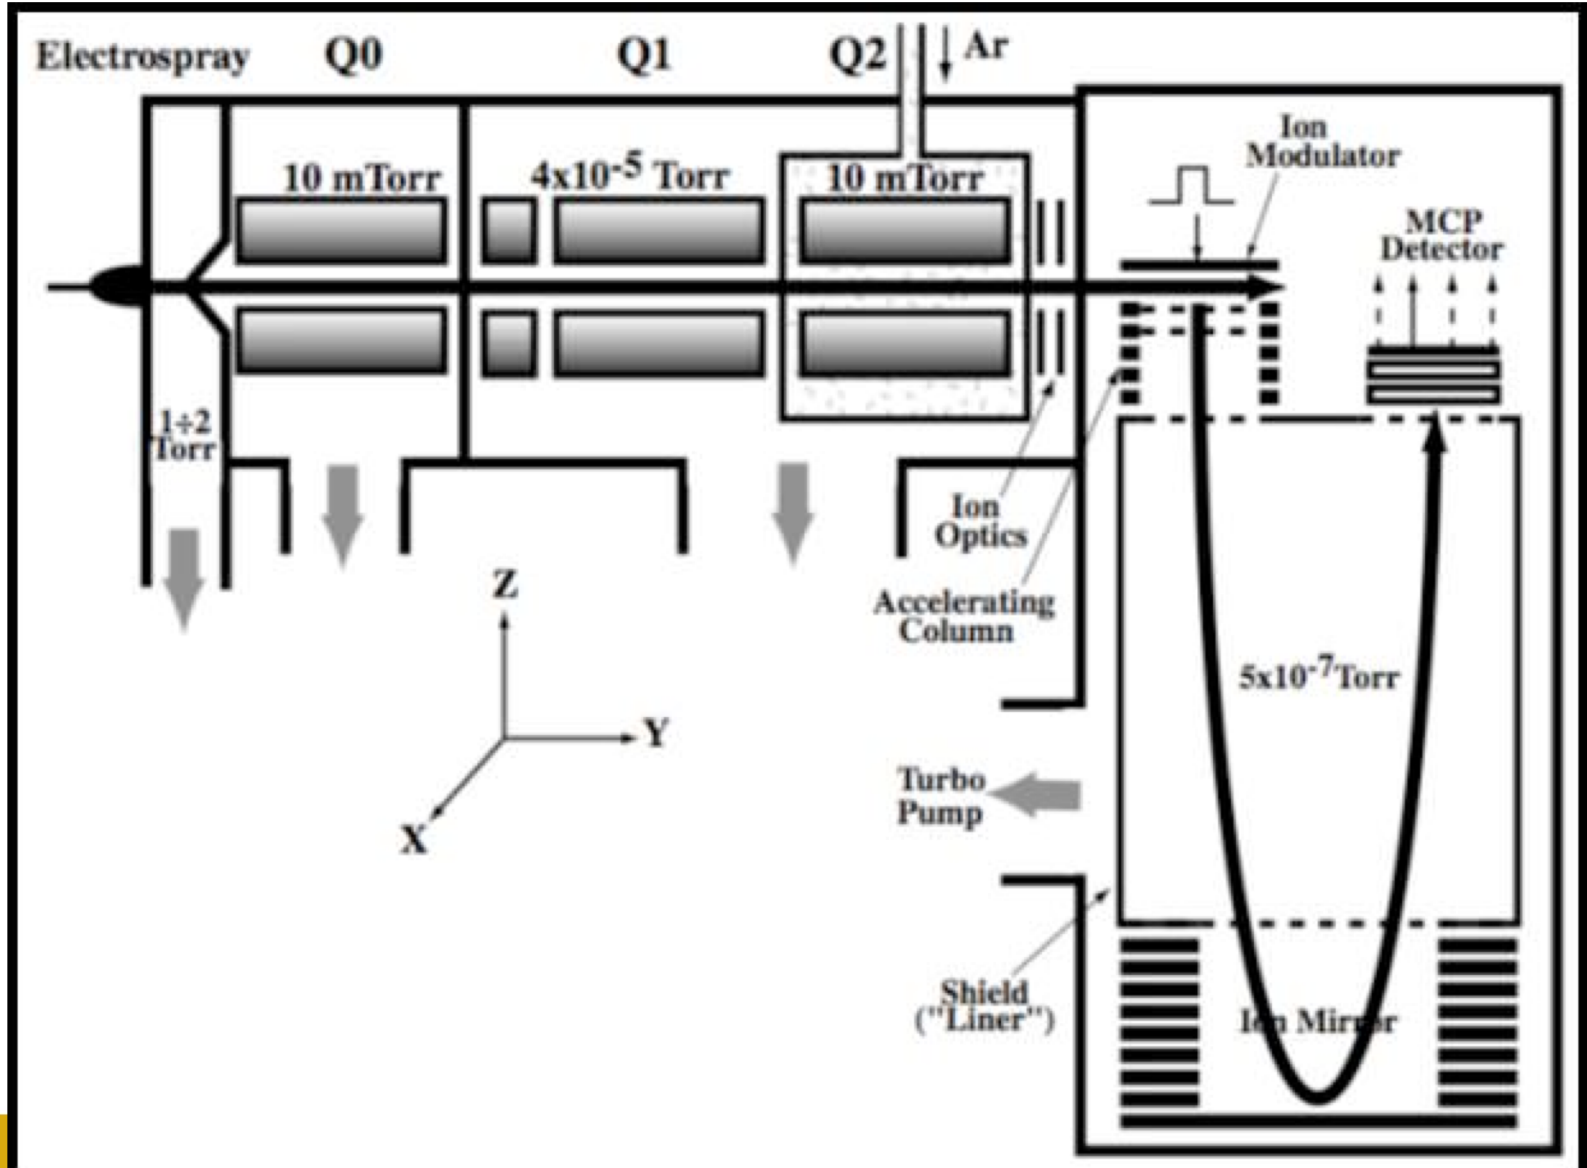 Electrospray
Q0
Q1
Q2
Ar
10 mTorr
4x10-5 Torr
10 mTorr
Ion
Modulator
MCP
Detector
1÷2
Torr
Ion
Optics
Accelerating
Column
Z
Y
X
5x10-7Torr
Turbo
Pump
Shield
("Liner")
Ion Mirror